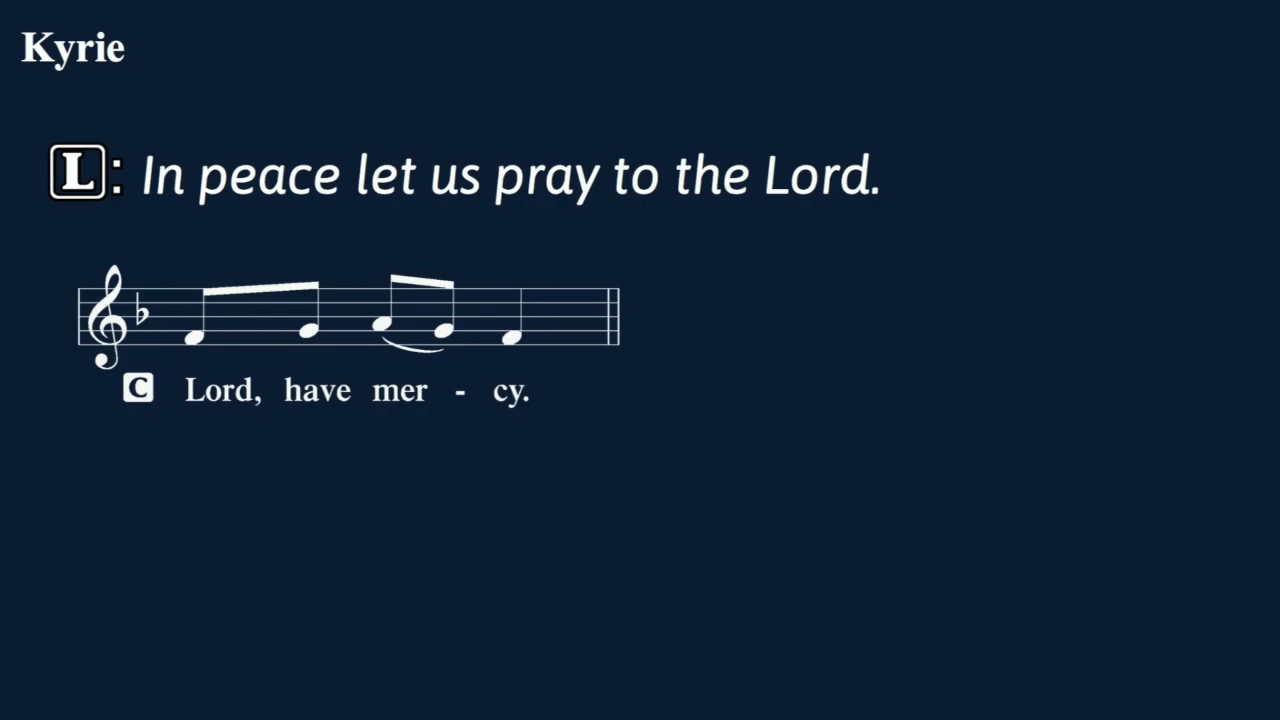 Kyrie
L: In peace let us pray to the Lord.
C Lord, have mer - cy.